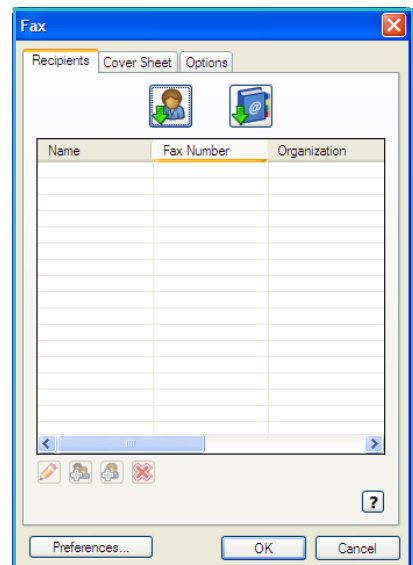 Fax
Recipients Cover Sheet Options
@
Name Fax Number Organization
?
Preferences... OK Cancel